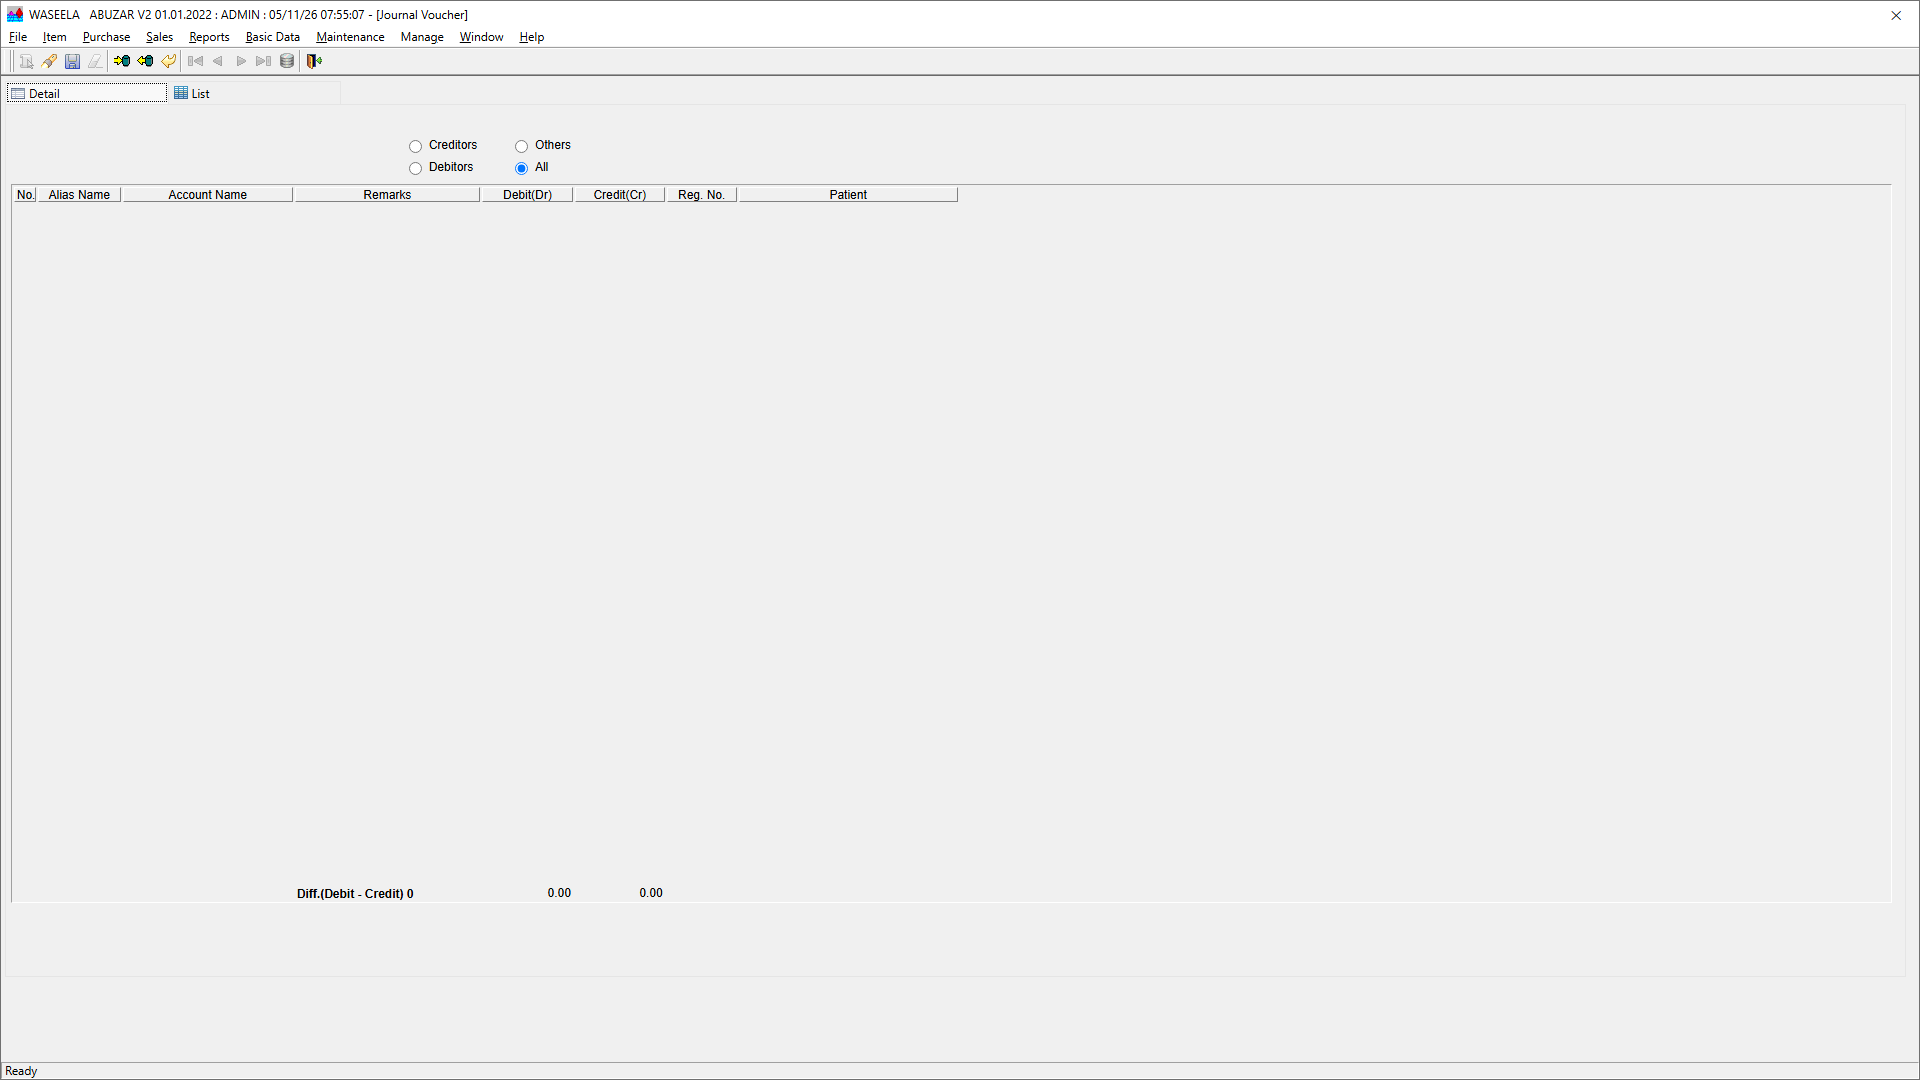 WASEELA   ABUZAR V2 01.01.2022 : ADMIN : 05/11/26 07:55:07 - [Journal Voucher]
File Item Purchase Sales Reports Basic Data Maintenance Manage Window Help
Detail List
Creditors Others
Debitors All
No. Alias Name Account Name Remarks Debit(Dr) Credit(Cr) Reg. No. Patient
Diff.(Debit - Credit) 0 0.00 0.00
Ready